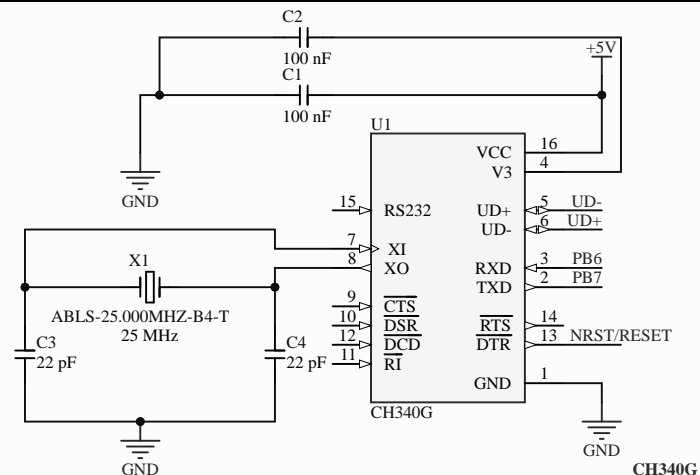 C2
100 nF
C1
100 nF
+5V
GND
U1
VCC 16
V3 4
15 RS232
UD+ 5 UD-
UD- 6 UD+
7 XI
8 XO
RXD 3 PB6
TXD 2 PB7
X1
ABLS-25.000MHZ-B4-T
25 MHz
9 CTS
10 DSR
12 DCD
11 RI
RTS 14
DTR 13 NRST/RESET
GND 1
C3
22 pF
C4
22 pF
CH340G
GND
GND
CH340G